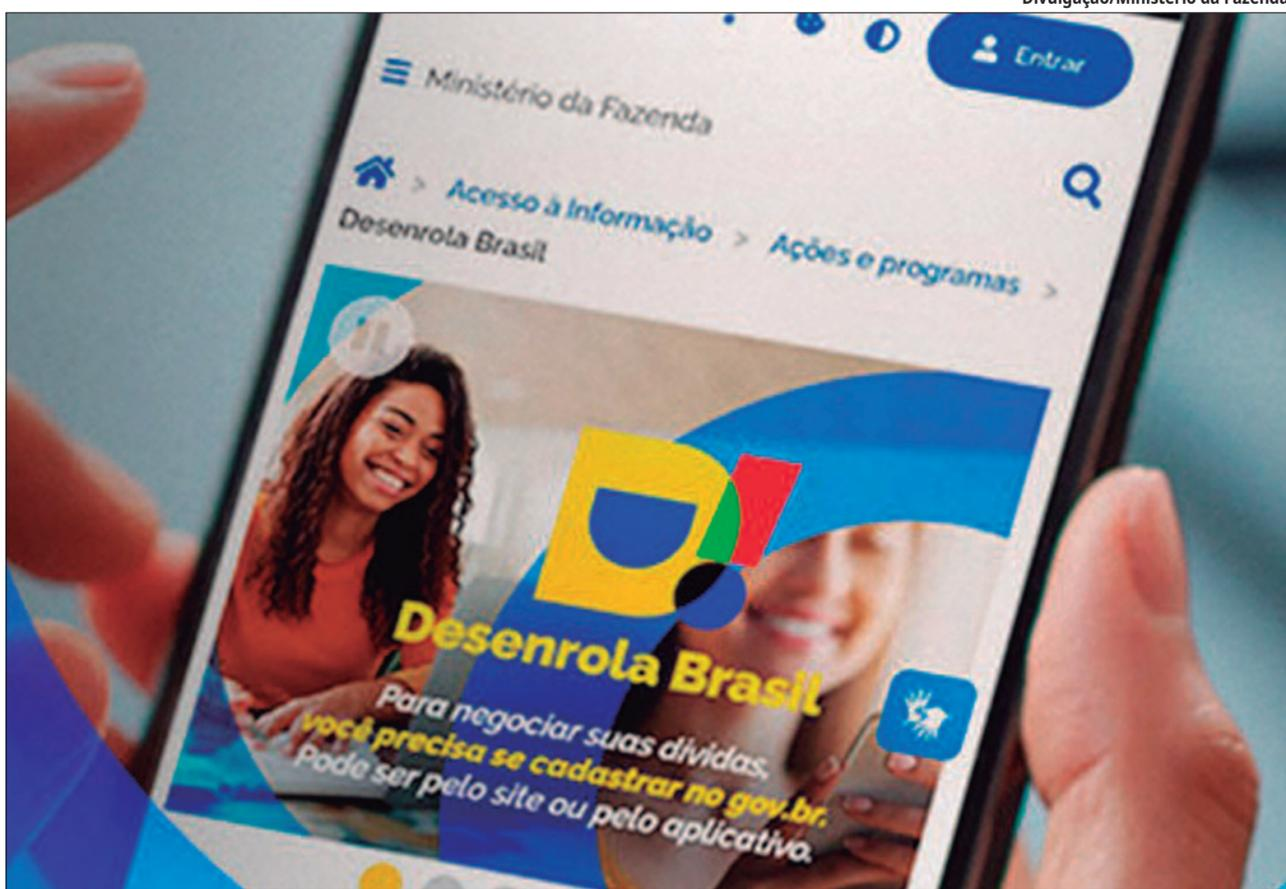 Divulgação/Ministério da Fazenda
Entrar
Ministério da Fazenda
> Acesso à Informação > Ações e programas >
Desenrola Brasil
D!
Desenrola Brasil
Para negociar suas dívidas,
você precisa se cadastrar no gov.br.
Pode ser pelo site ou pelo aplicativo.